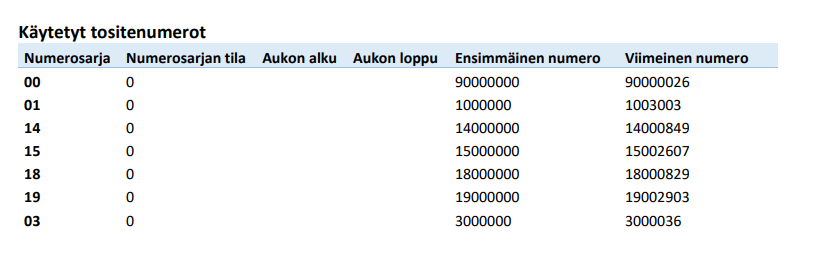 Käytetyt tositenumerot
Numerosarja Numerosarjan tila Aukon alku Aukon loppu Ensimmäinen numero Viimeinen numero
00 0 90000000 90000026
01 0 1000000 1003003
14 0 14000000 14000849
15 0 15000000 15002607
18 0 18000000 18000829
19 0 19000000 19002903
03 0 3000000 3000036